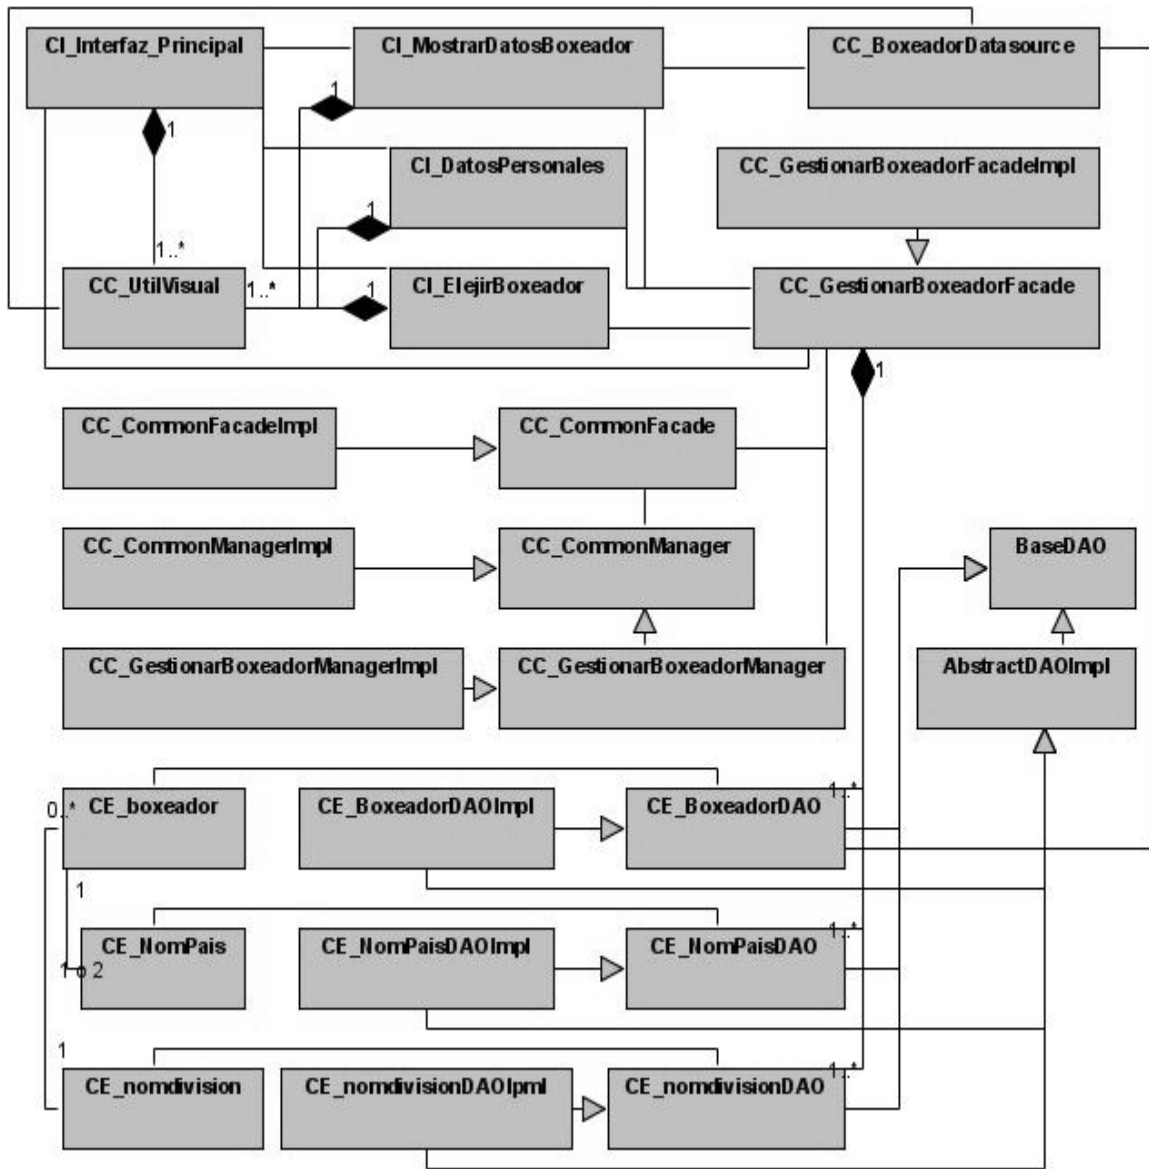 CI_Interfaz_Principal
CI_MostrarDatosBoxeador
CC_BoxeadorDatasource
1
1
CI_DatosPersonales
CC_GestionarBoxeadorFacadeImpl
1
1..*
CC_UtilVisual
1..*
1
CI_ElejirBoxeador
CC_GestionarBoxeadorFacade
1
CC_CommonFacadeImpl
CC_CommonFacade
CC_CommonManagerImpl
CC_CommonManager
BaseDAO
CC_GestionarBoxeadorManagerImpl
CC_GestionarBoxeadorManager
AbstractDAOImpl
0..*
CE_boxeador
CE_BoxeadorDAOImpl
CE_BoxeadorDAO
1..*
1
CE_NomPais
CE_NomPaisDAOImpl
CE_NomPaisDAO
1..*
1 o 2
1
CE_nomdivision
CE_nomdivisionDAOIpml
CE_nomdivisionDAO
1..*